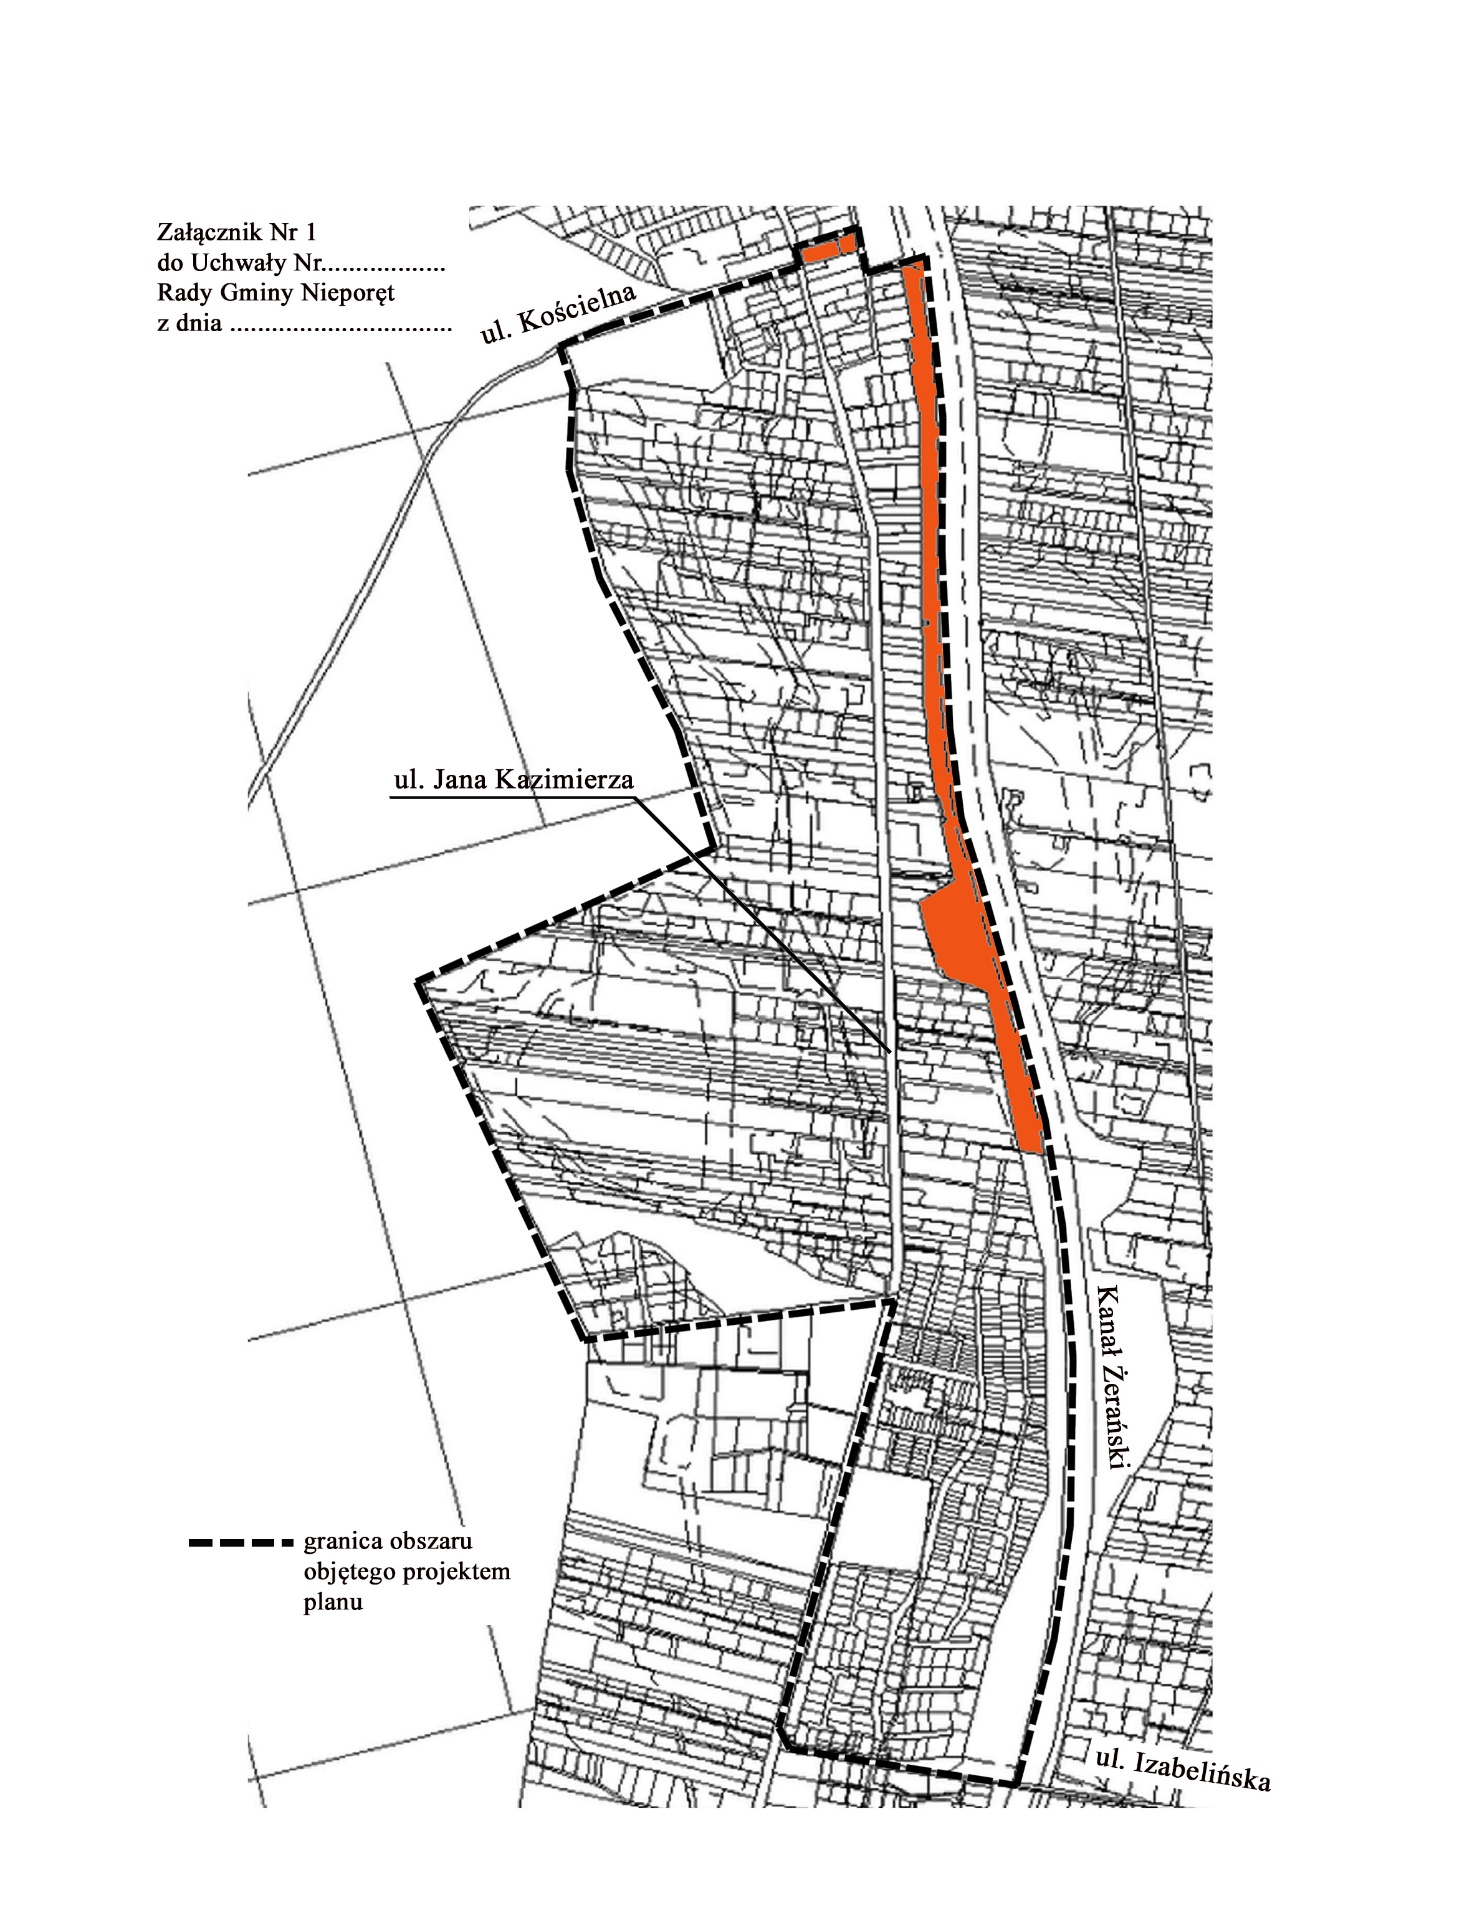 Załącznik Nr 1
do Uchwały Nr..................
Rady Gminy Nieporęt
z dnia ................................
ul. Kościelna
ul. Jana Kazimierza
Kanał Żerański
granica obszaru
objętego projektem
planu
ul. Izabelińska